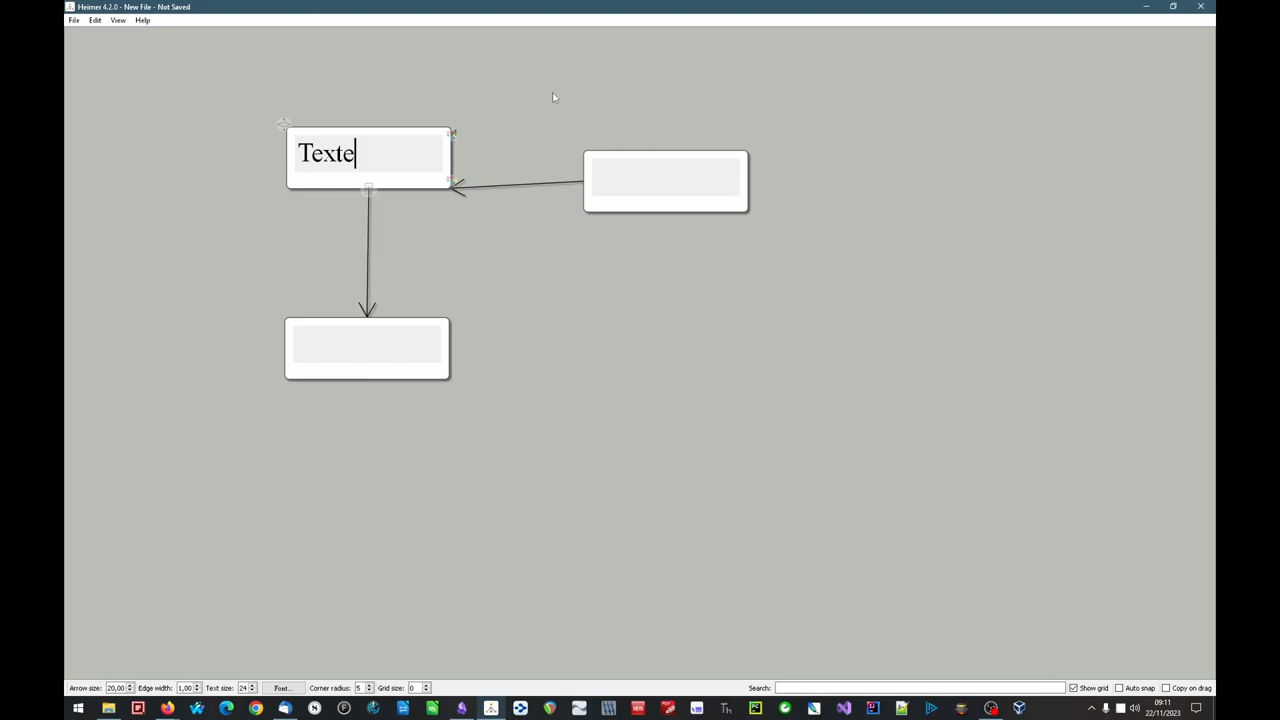 Heimer 4.2.0 - New File - Not Saved
File Edit View Help
Texte
Arrow size: 20,00 Edge width: 1,00 Text size: 24 Font... Corner radius: 5 Grid size: 0 Search: Show grid Auto snap Copy on drag
09:11
22/11/2023